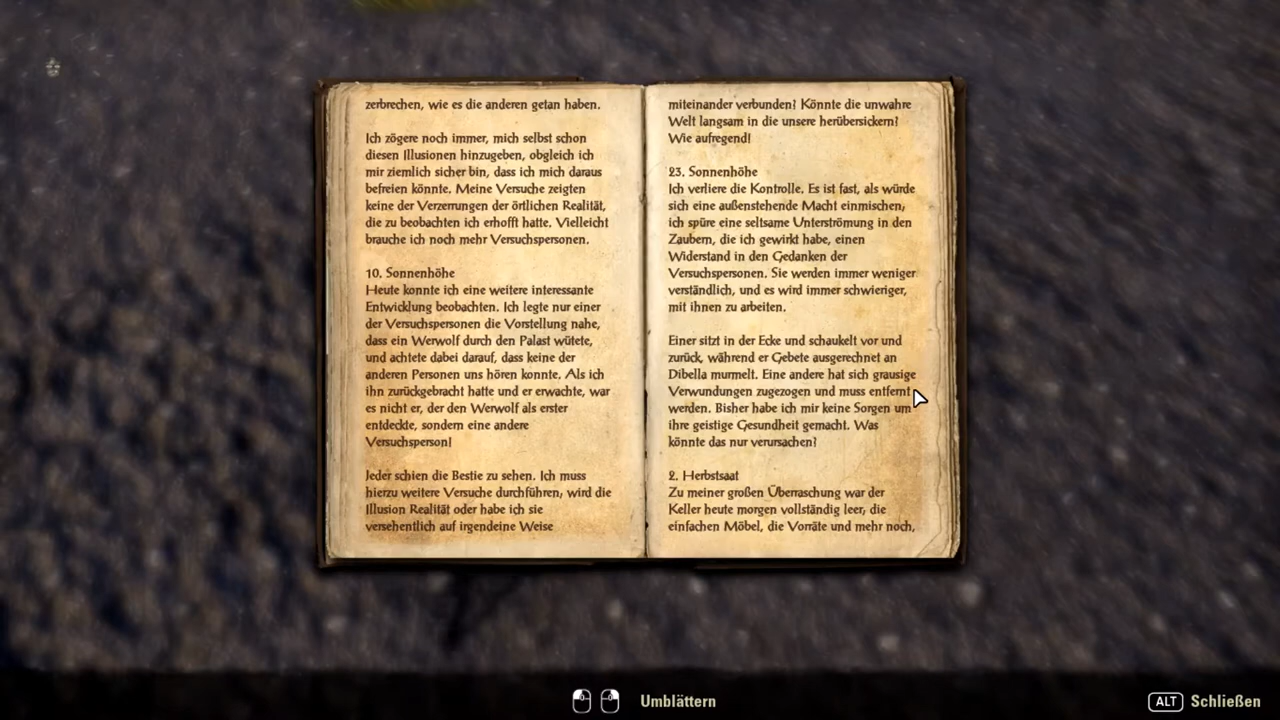 zerbrechen, wie es die anderen getan haben.
Ich zögere noch immer, mich selbst schon
diesen Illusionen hinzugeben, obgleich ich
mir ziemlich sicher bin, dass ich mich daraus
befreien könnte. Meine Versuche zeigten
keine der Verzerrungen der örtlichen Realität,
die zu beobachten ich erhofft hatte. Vielleicht
brauche ich noch mehr Versuchspersonen.
10. Sonnenhöhe
Heute konnte ich eine weitere interessante
Entwicklung beobachten. Ich legte nur einer
der Versuchspersonen die Vorstellung nahe,
dass ein Werwolf durch den Palast wütete,
und achtete dabei darauf, dass keine der
anderen Personen uns hören konnte. Als ich
ihn zurückgebracht hatte und er erwachte, war
es nicht er, der den Werwolf als erster
entdeckte, sondern eine andere
Versuchsperson!
Jeder schien die Bestie zu sehen. Ich muss
hierzu weitere Versuche durchführen; wird die
Illusion Realität oder habe ich sie
versehentlich auf irgendeine Weise
miteinander verbunden? Könnte die unwahre
Welt langsam in die unsere herübersickern?
Wie aufregend!
23. Sonnenhöhe
Ich verliere die Kontrolle. Es ist fast, als würde
sich eine außenstehende Macht einmischen;
ich spüre eine seltsame Unterströmung in den
Zaubern, die ich gewirkt habe, einen
Widerstand in den Gedanken der
Versuchspersonen. Sie werden immer weniger
verständlich, und es wird immer schwieriger,
mit ihnen zu arbeiten.
Einer sitzt in der Ecke und schaukelt vor und
zurück, während er Gebete ausgerechnet an
Dibella murmelt. Eine andere hat sich grausige
Verwundungen zugezogen und muss entfernt
werden. Bisher habe ich mir keine Sorgen um
ihre geistige Gesundheit gemacht. Was
könnte das nur verursachen?
2. Herbstsaat
Zu meiner großen Überraschung war der
Keller heute morgen vollständig leer; die
einfachen Möbel, die Vorräte und mehr noch,
Umblättern
ALT Schließen